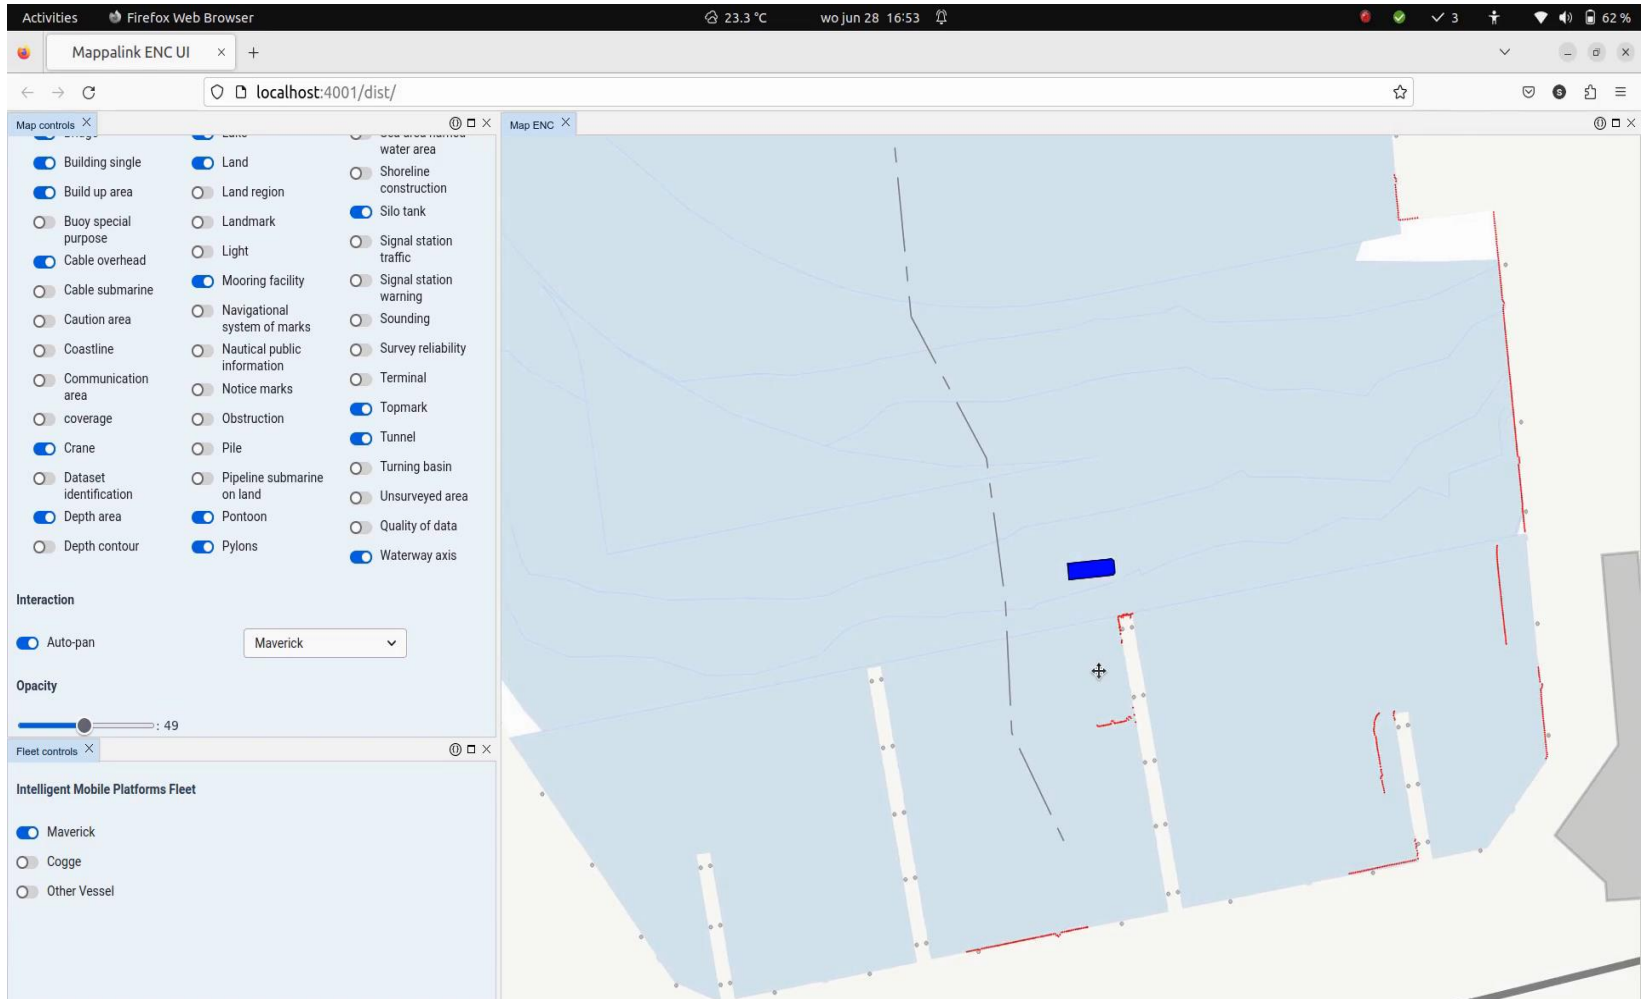 Activities
Firefox Web Browser
23.3 °C
wo jun 28 16:53
3
62 %
Mappalink ENC UI
localhost:4001/dist/
S
Map controls
Map ENC
Bridge
Building single
Build up area
Buoy special
purpose
Cable overhead
Cable submarine
Caution area
Coastline
Communication
area
coverage
Crane
Dataset
identification
Depth area
Depth contour
Lake
Land
Land region
Landmark
Light
Mooring facility
Navigational
system of marks
Nautical public
information
Notice marks
Obstruction
Pile
Pipeline submarine
on land
Pontoon
Pylons
Sea area named
water area
Shoreline
construction
Silo tank
Signal station
traffic
Signal station
warning
Sounding
Survey reliability
Terminal
Topmark
Tunnel
Turning basin
Unsurveyed area
Quality of data
Waterway axis
Interaction
Auto-pan
Maverick
Opacity
: 49
Fleet controls
Intelligent Mobile Platforms Fleet
Maverick
Cogge
Other Vessel